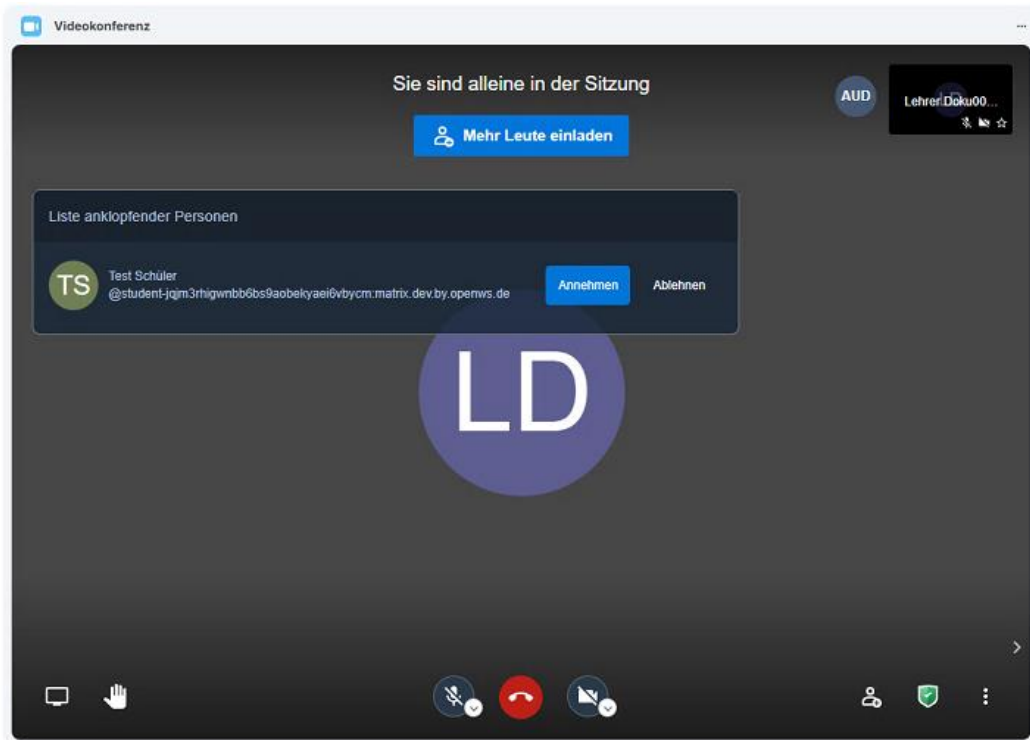 Videokonferenz
Sie sind alleine in der Sitzung
Mehr Leute einladen
AUD
Lehrer.Doku00...
Liste anklopfender Personen
TS
Test Schüler
@student-jqjm3rhigwnbb6bs9aobekyaei6vbycm:matrix.dev.by.openws.de
Annehmen
Ablehnen
LD